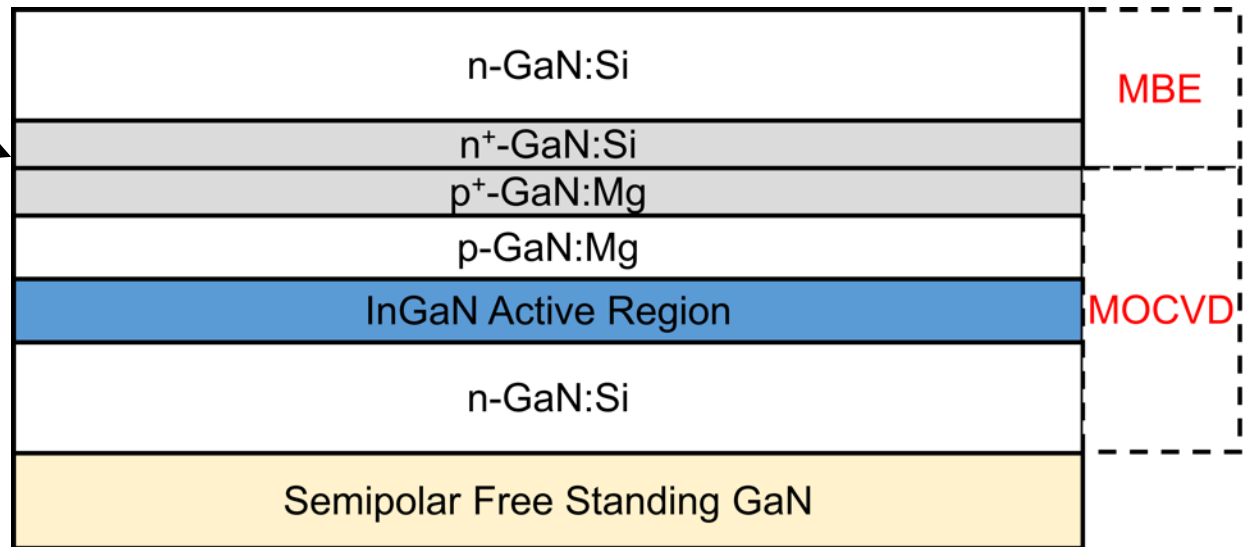 n-GaN:Si
MBE
n⁺-GaN:Si
p⁺-GaN:Mg
p-GaN:Mg
InGaN Active Region
MOCVD
n-GaN:Si
Semipolar Free Standing GaN